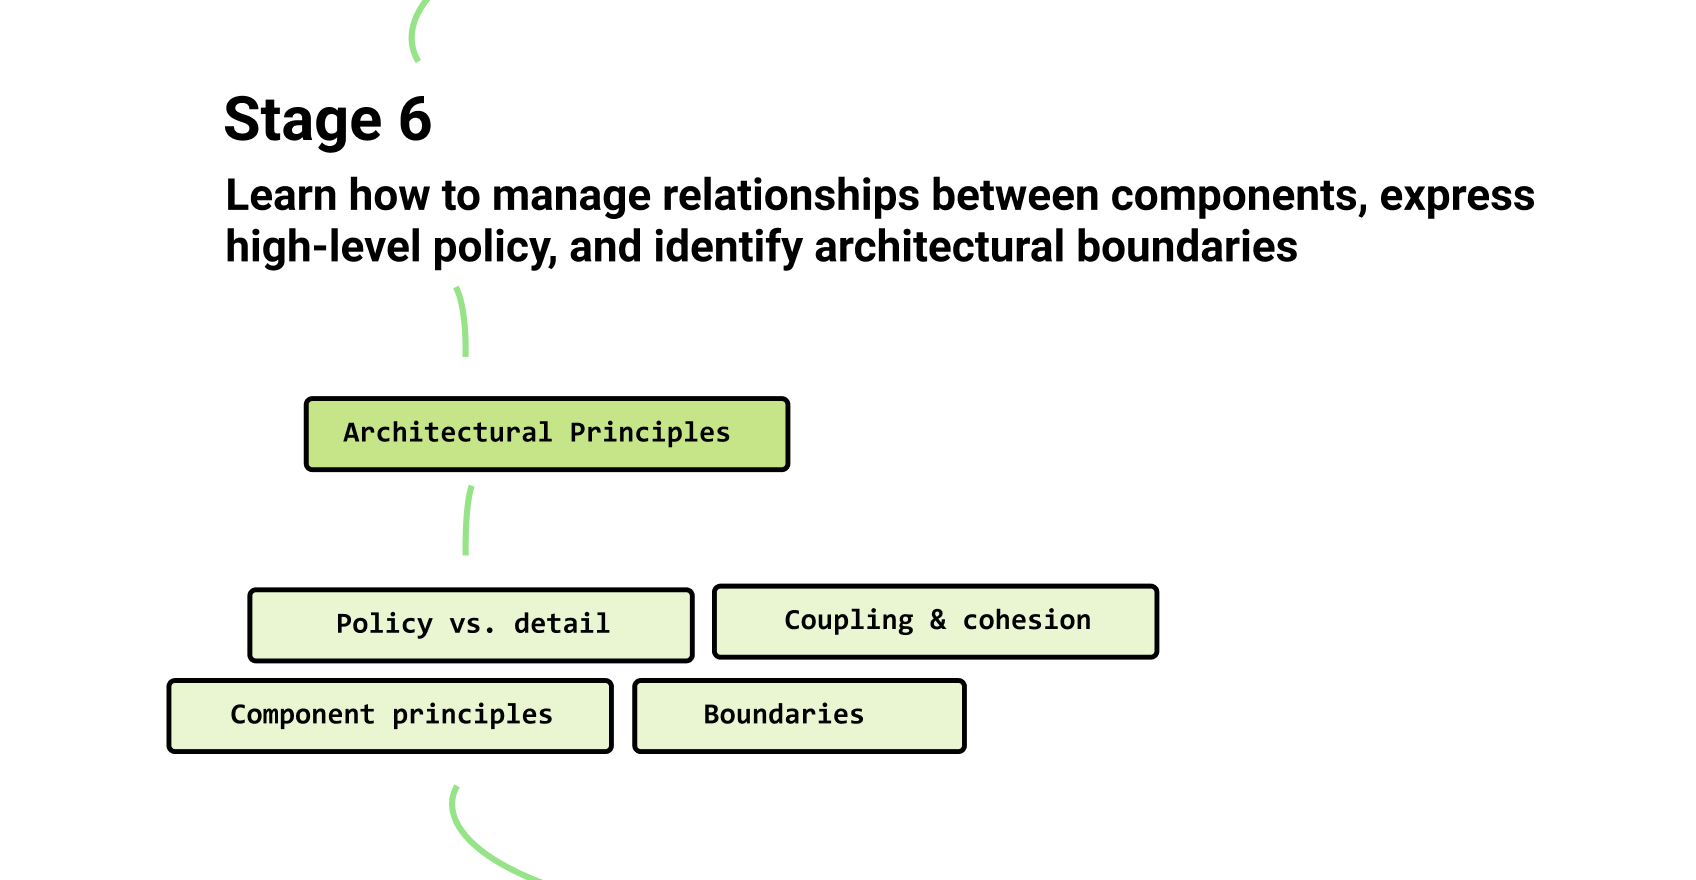 Stage 6
Learn how to manage relationships between components, express
high-level policy, and identify architectural boundaries
Architectural Principles
Policy vs. detail
Coupling & cohesion
Component principles
Boundaries